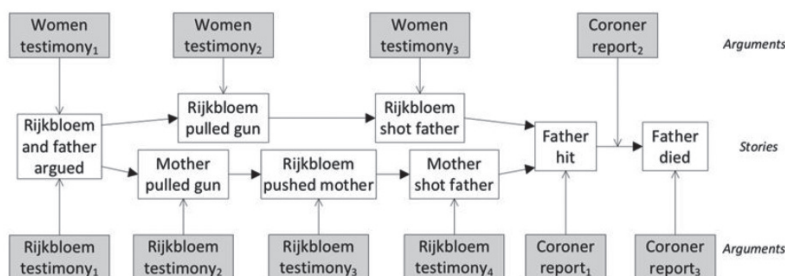 Women
testimony₁
Women
testimony₂
Women
testimony₃
Coroner
report₂
Arguments
Rijkbloem
and father
argued
Rijkbloem
pulled gun
Rijkbloem
shot father
Father
hit
Father
died
Stories
Mother
pulled gun
Rijkbloem
pushed mother
Mother
shot father
Rijkbloem
testimony₁
Rijkbloem
testimony₂
Rijkbloem
testimony₃
Rijkbloem
testimony₄
Coroner
report₁
Coroner
report₃
Arguments